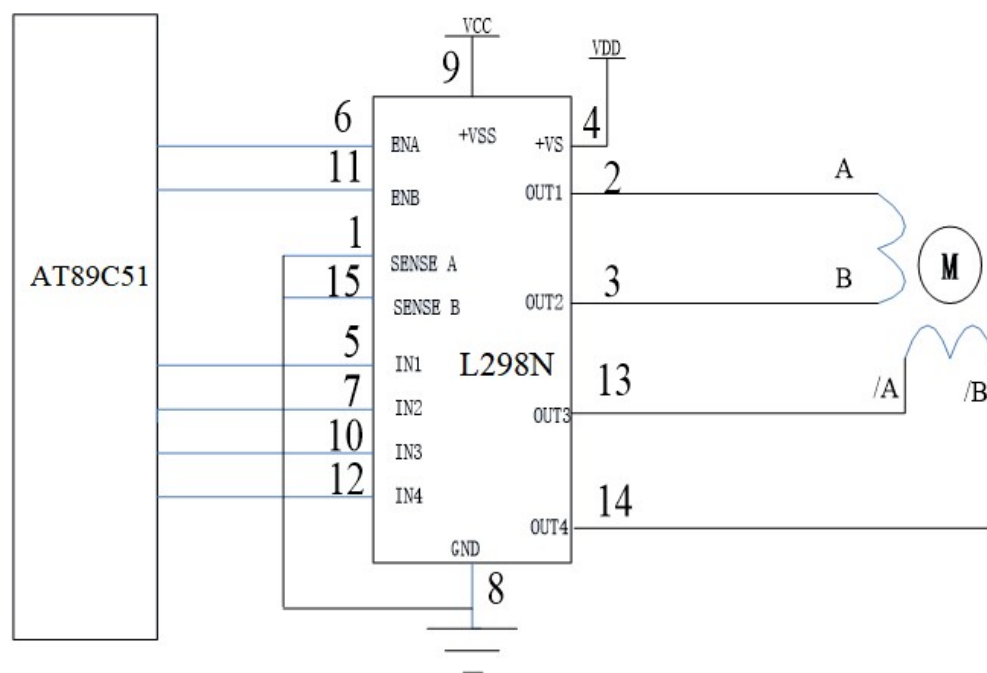 VCC
9
VDD
6
+VSS
4
ENA
+VS
11
2
A
ENB
OUT1
1
AT89C51
SENSE A
M
15
3
B
SENSE B
OUT2
5
IN1
L298N
13
/A
/B
7
IN2
OUT3
10
IN3
12
14
IN4
OUT4
GND
8